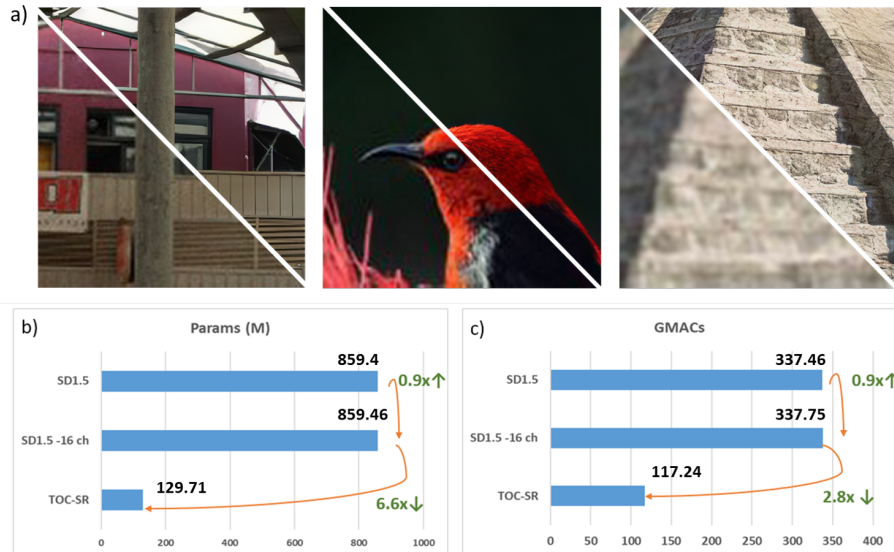 a)
b)
Params (M)
SD1.5
859.4
0.9x↑
SD1.5 -16 ch
859.46
TOC-SR
129.71
6.6x↓
0 200 400 600 800 1000
c)
GMACs
SD1.5
337.46
0.9x↑
SD1.5 -16 ch
337.75
TOC-SR
117.24
2.8x ↓
0 50 100 150 200 250 300 350 400